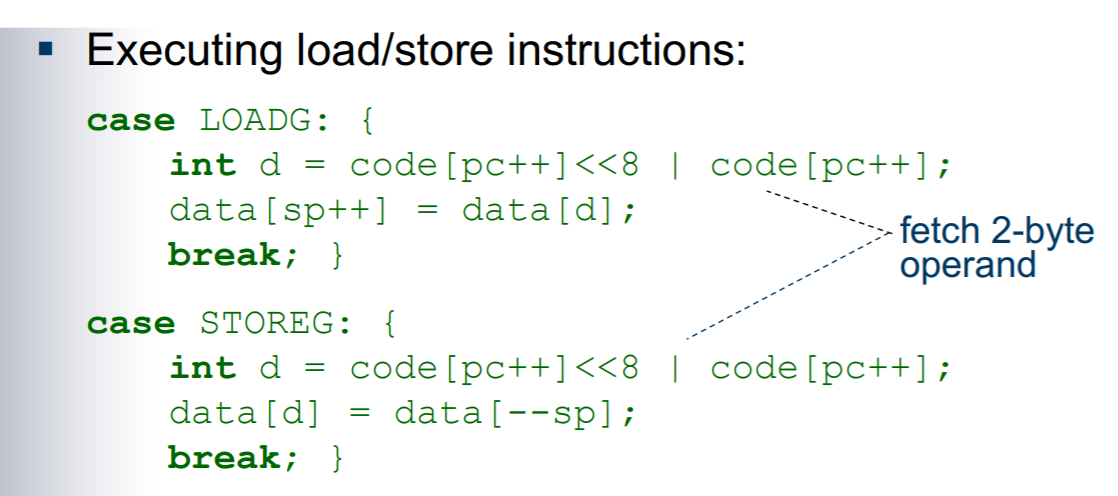 ▪ Executing load/store instructions:
case LOADG: {
int d = code[pc++]<<8 | code[pc++];
data[sp++] = data[d];
break; }
fetch 2-byte
operand
case STOREG: {
int d = code[pc++]<<8 | code[pc++];
data[d] = data[--sp];
break; }